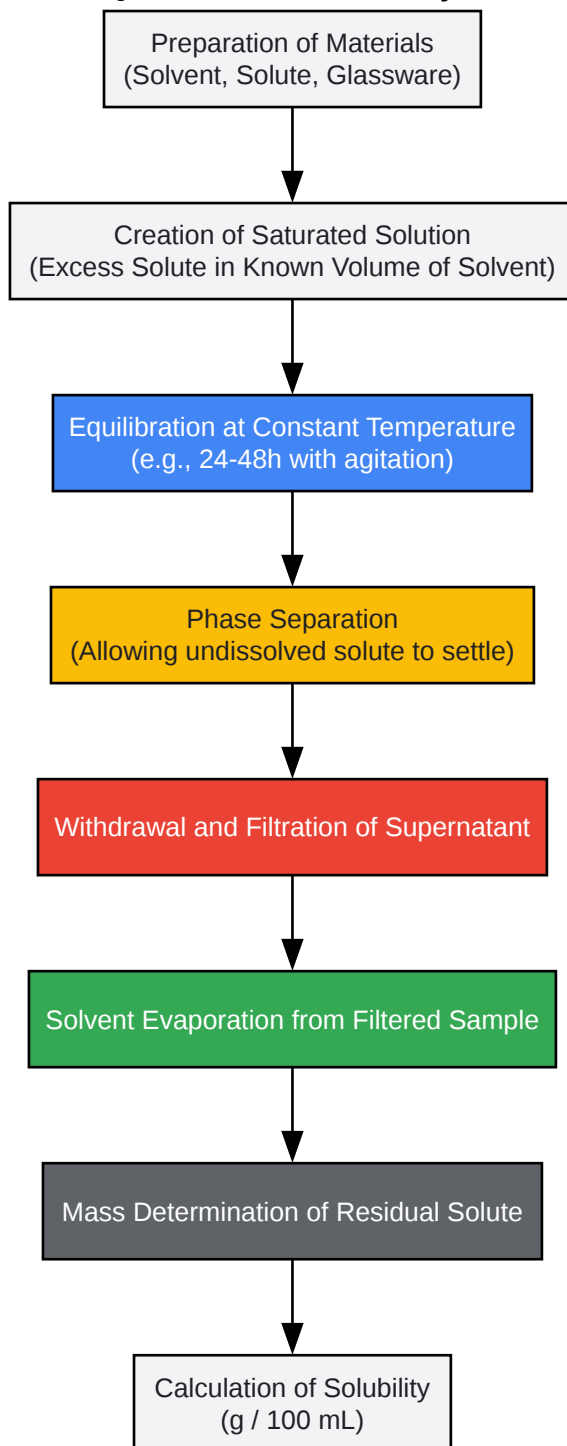 Preparation of Materials
(Solvent, Solute, Glassware)
Creation of Saturated Solution
(Excess Solute in Known Volume of Solvent)
Equilibration at Constant Temperature
(e.g., 24-48h with agitation)
Phase Separation
(Allowing undissolved solute to settle)
Withdrawal and Filtration of Supernatant
Solvent Evaporation from Filtered Sample
Mass Determination of Residual Solute
Calculation of Solubility
(g / 100 mL)